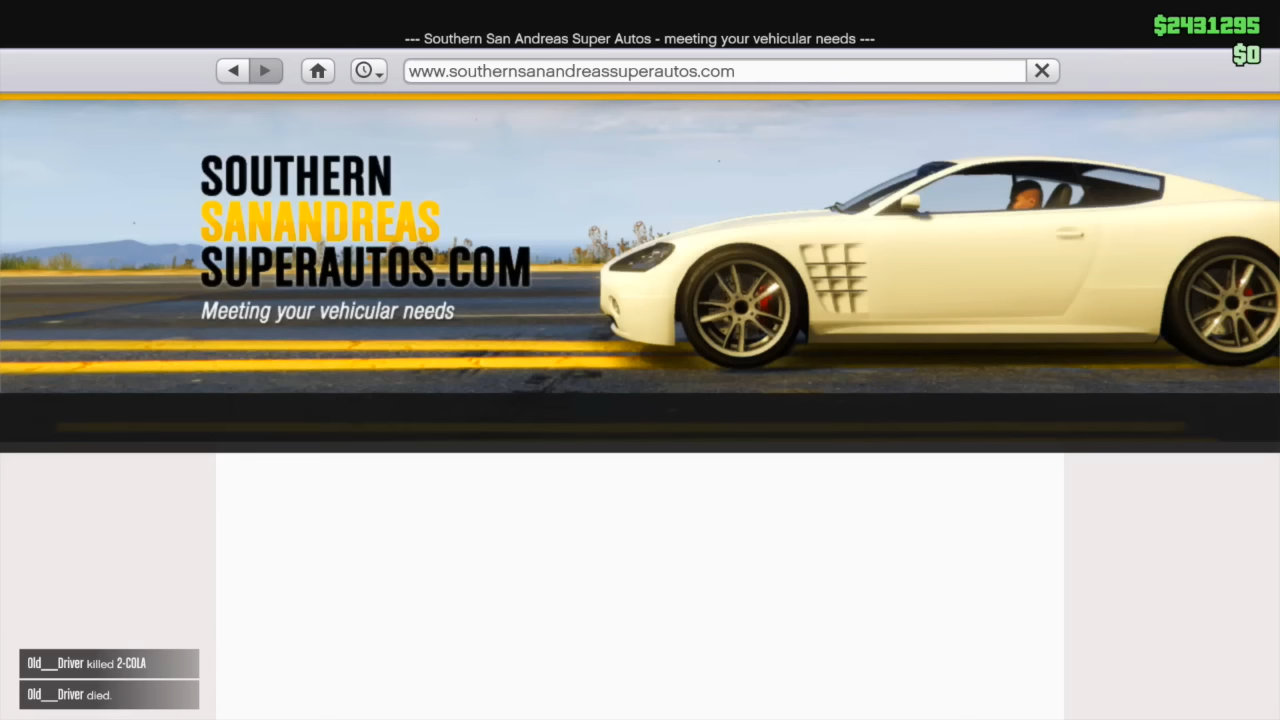 --- Southern San Andreas Super Autos - meeting your vehicular needs ---
$2431295
$0
www.southernsanandreassuperautos.com
SOUTHERN
SANANDREAS
SUPERAUTOS.COM
Meeting your vehicular needs
Old___Driver killed 2-COLA
Old___Driver died.